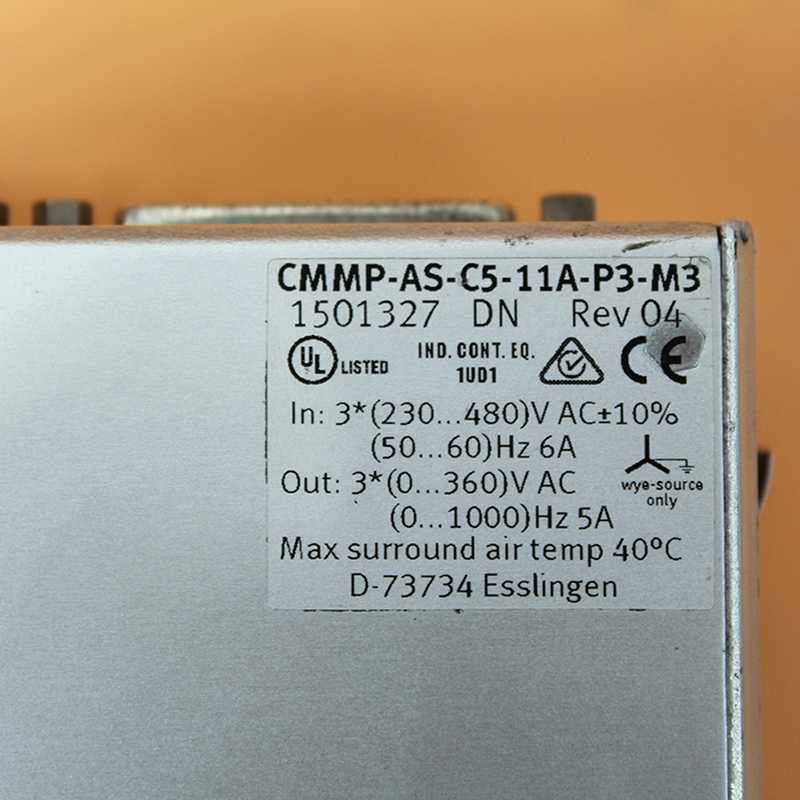 CMMP-AS-C5-11A-P3-M3
1501327 DN Rev 04
UL LISTED IND. CONT. EQ. 1UD1 CE
In: 3*(230...480)V AC±10%
(50...60)Hz 6A
Out: 3*(0...360)V AC
wye-source only
(0...1000)Hz 5A
Max surround air temp 40°C
D-73734 Esslingen